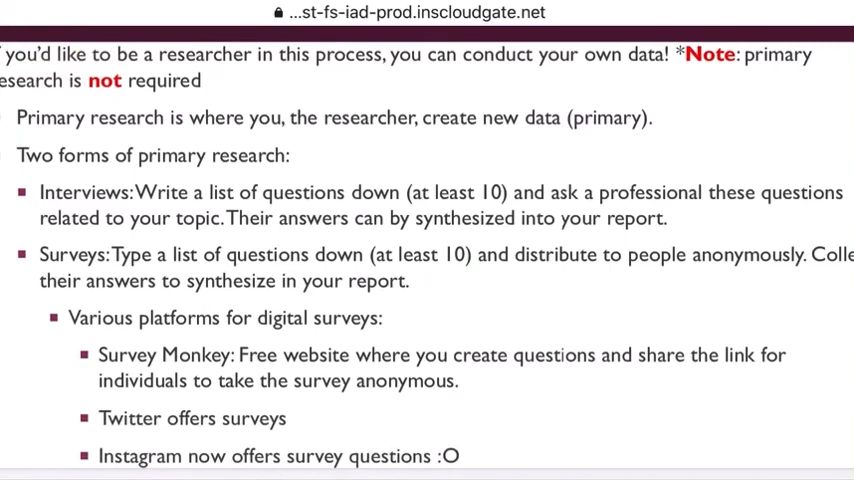 ...st-fs-iad-prod.inscloudgate.net
you'd like to be a researcher in this process, you can conduct your own data! *Note: primary
esearch is not required
Primary research is where you, the researcher, create new data (primary).
Two forms of primary research:
Interviews: Write a list of questions down (at least 10) and ask a professional these questions
related to your topic. Their answers can by synthesized into your report.
Surveys: Type a list of questions down (at least 10) and distribute to people anonymously. Colle
their answers to synthesize in your report.
Various platforms for digital surveys:
Survey Monkey: Free website where you create questions and share the link for
individuals to take the survey anonymous.
Twitter offers surveys
Instagram now offers survey questions :O